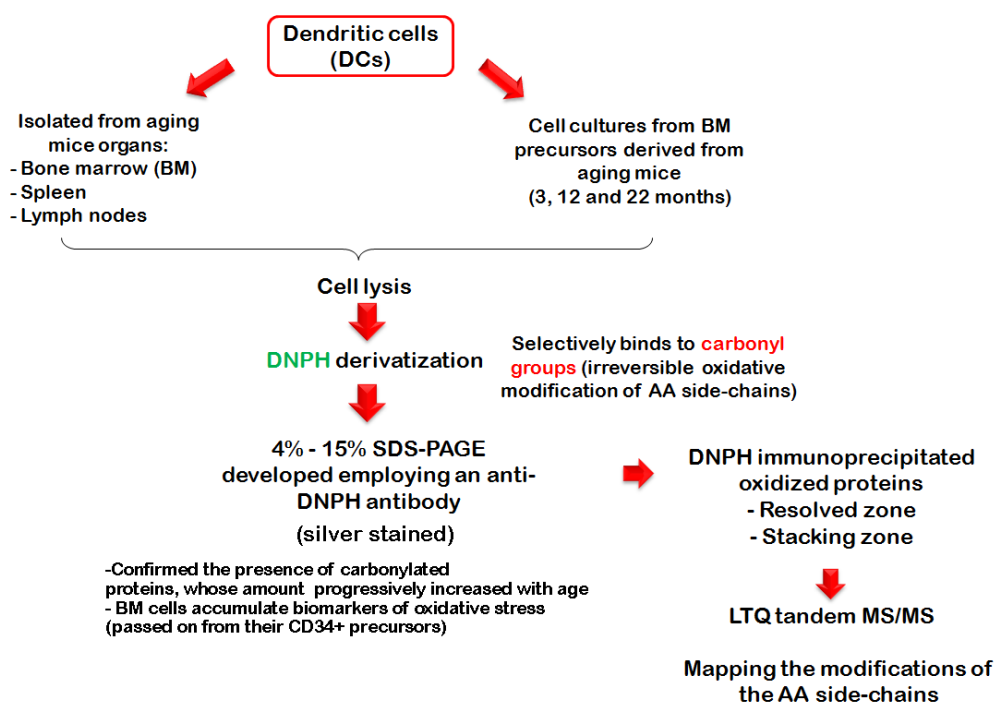 Dendritic cells
(DCs)
Isolated from aging
mice organs:
- Bone marrow (BM)
- Spleen
- Lymph nodes
Cell cultures from BM
precursors derived from
aging mice
(3, 12 and 22 months)
Cell lysis
DNPH derivatization
Selectively binds to carbonyl
groups (irreversible oxidative
modification of AA side-chains)
4% - 15% SDS-PAGE
developed employing an anti-
DNPH antibody
(silver stained)
-Confirmed the presence of carbonylated
proteins, whose amount progressively increased with age
- BM cells accumulate biomarkers of oxidative stress
(passed on from their CD34+ precursors)
DNPH immunoprecipitated
oxidized proteins
- Resolved zone
- Stacking zone
LTQ tandem MS/MS
Mapping the modifications of
the AA side-chains